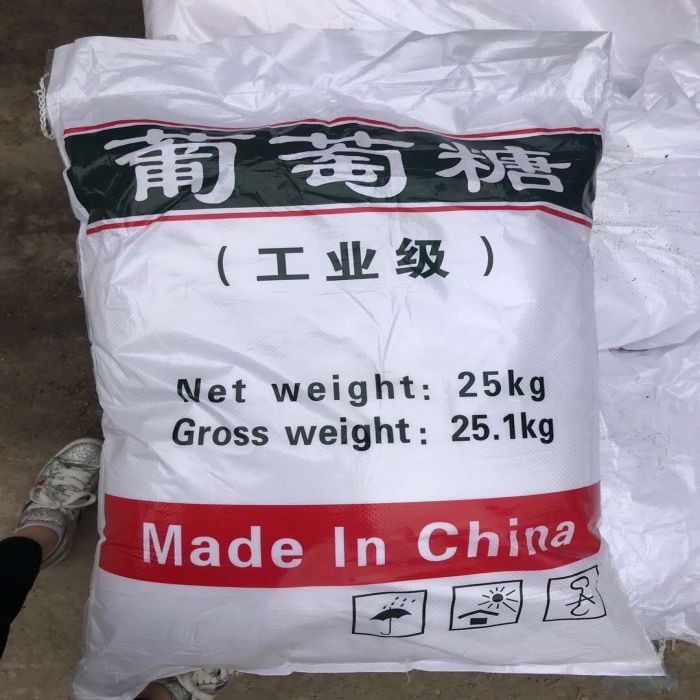 葡萄糖
(工业级)
Net weight: 25kg
Gross weight: 25.1kg
Made In China